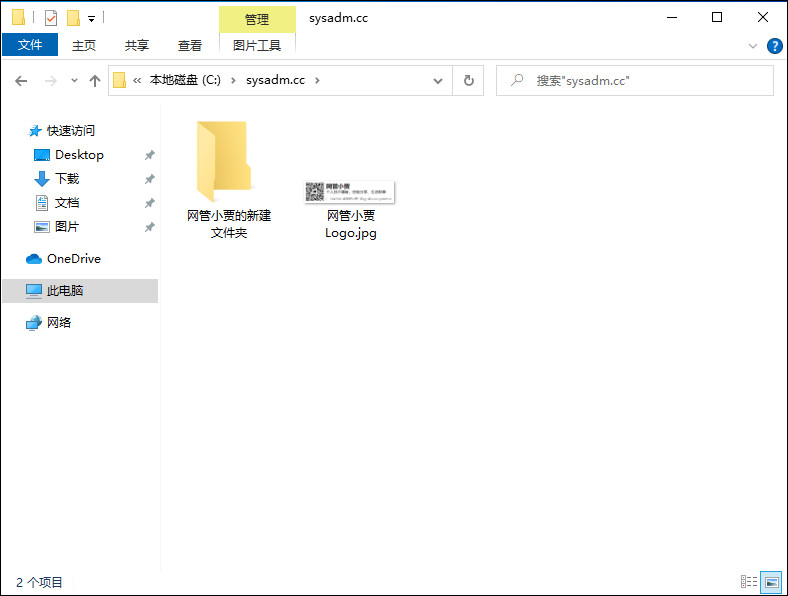 管理
sysadm.cc
文件
主页
共享
查看
图片工具
« 本地磁盘 (C:) › sysadm.cc ›
搜索"sysadm.cc"
快速访问
Desktop
下载
文档
图片
OneDrive
此电脑
网络
网管小贾的新建
文件夹
网管小贾
网管小贾
Logo.jpg
2 个项目